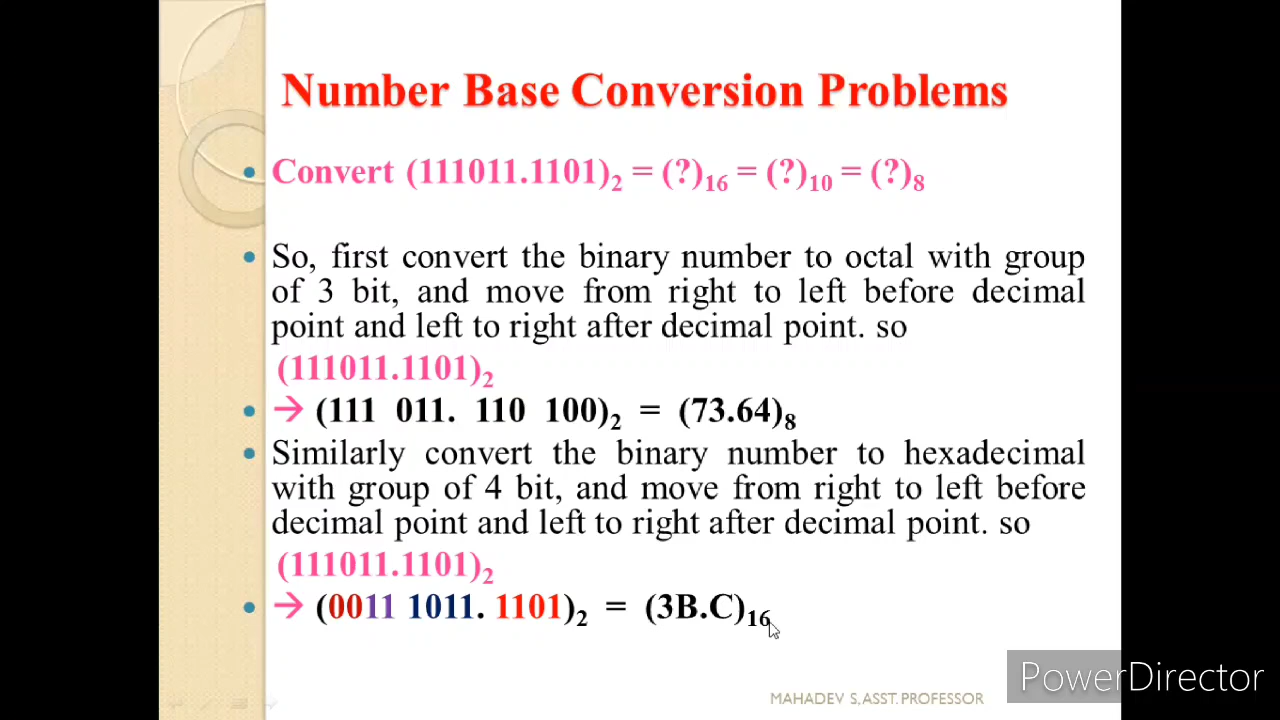 Number Base Conversion Problems
• Convert (111011.1101)₂ = (?)₁₆ = (?)₁₀ = (?)₈
• So, first convert the binary number to octal with group
of 3 bit, and move from right to left before decimal
point and left to right after decimal point. so
(111011.1101)₂
• → (111 011. 110 100)₂ = (73.64)₈
• Similarly convert the binary number to hexadecimal
with group of 4 bit, and move from right to left before
decimal point and left to right after decimal point. so
(111011.1101)₂
• → (0011 1011. 1101)₂ = (3B.C)₁₆
MAHADEV S, ASST. PROFESSOR
PowerDirector